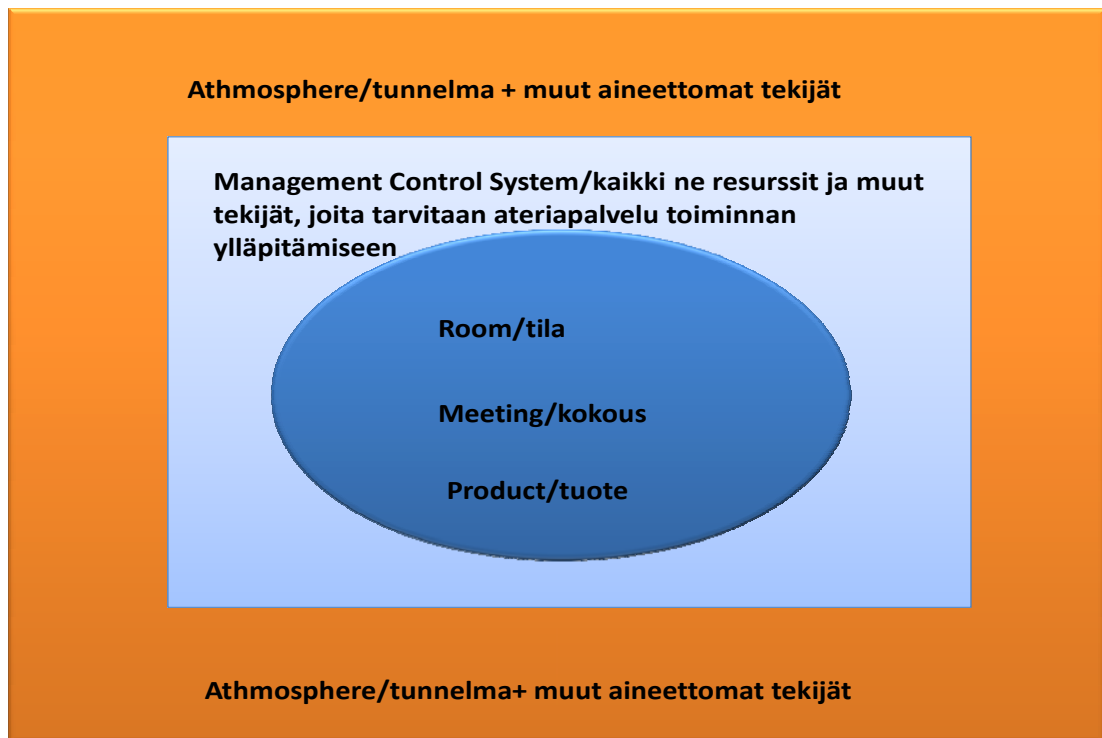 Athmosphere/tunnelma + muut aineettomat tekijät
Management Control System/kaikki ne resurssit ja muut
tekijät, joita tarvitaan ateriapalvelu toiminnan
ylläpitämiseen
Room/tila
Meeting/kokous
Product/tuote
Athmosphere/tunnelma+ muut aineettomat tekijät